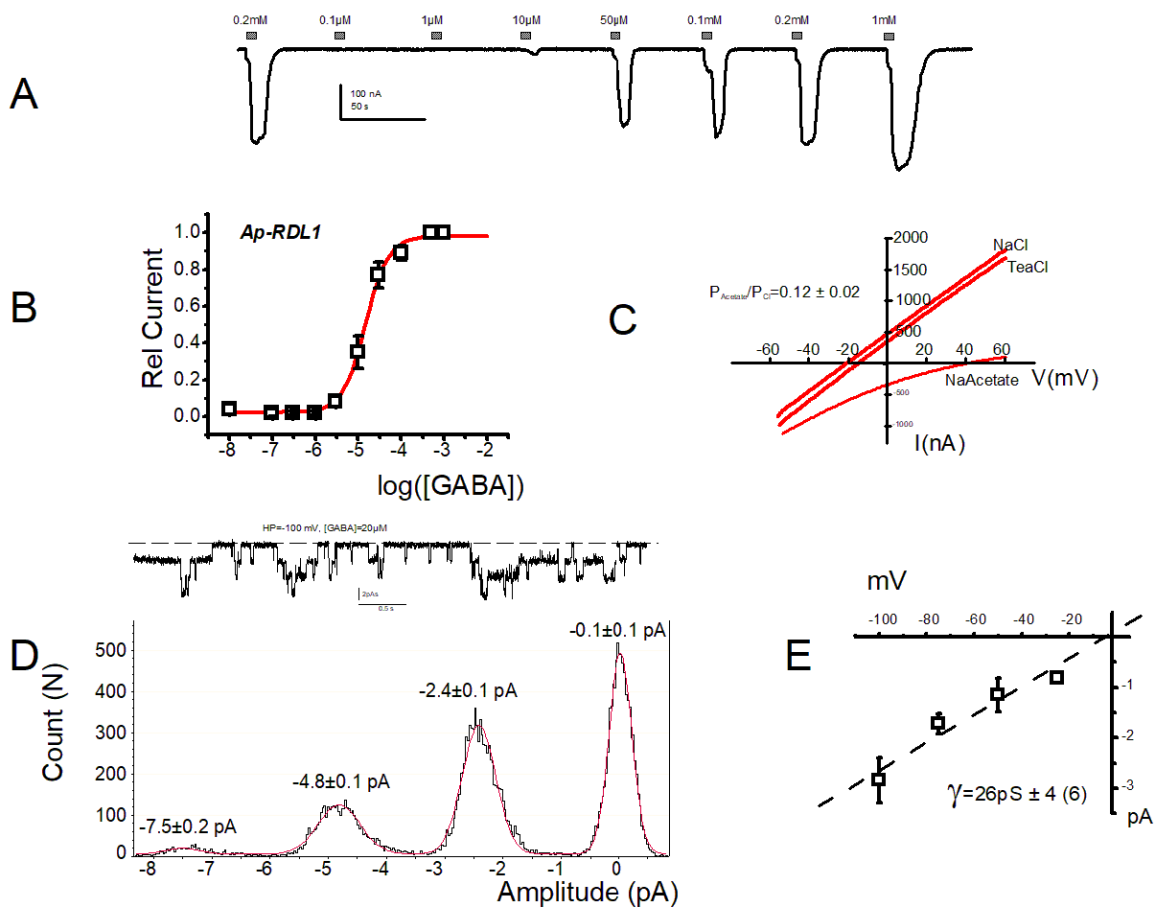 0.2mM 0.1µM 1µM 10µM 50µM 0.1mM 0.2mM 1mM
A
100 nA
50 s
B
Ap-RDL1
Rel Current
1.0
0.8
0.6
0.4
0.2
0.0
-8 -7 -6 -5 -4 -3 -2
log([GABA])
C
P Acetate/P Cl=0.12 ± 0.02
NaCl
TeaCl
NaAcetate
2000
1500
1000
500
-500
-1000
-60 -40 -20 20 40 60
V(mV)
I(nA)
D
HP=-100 mV, [GABA]=20µM
2pAs
0.5 s
Count (N)
500
400
300
200
100
0
-7.5±0.2 pA
-4.8±0.1 pA
-2.4±0.1 pA
-0.1±0.1 pA
-8 -7 -6 -5 -4 -3 -2 -1 0
Amplitude (pA)
E
mV
-100 -80 -60 -40 -20
-1
-2
-3
pA
γ=26pS ± 4 (6)